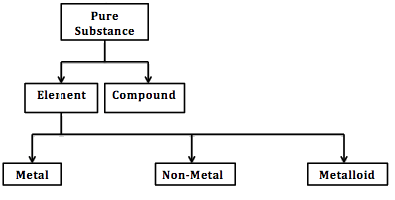 Pure
Substance
Element
Compound
Metal
Non-Metal
Metalloid